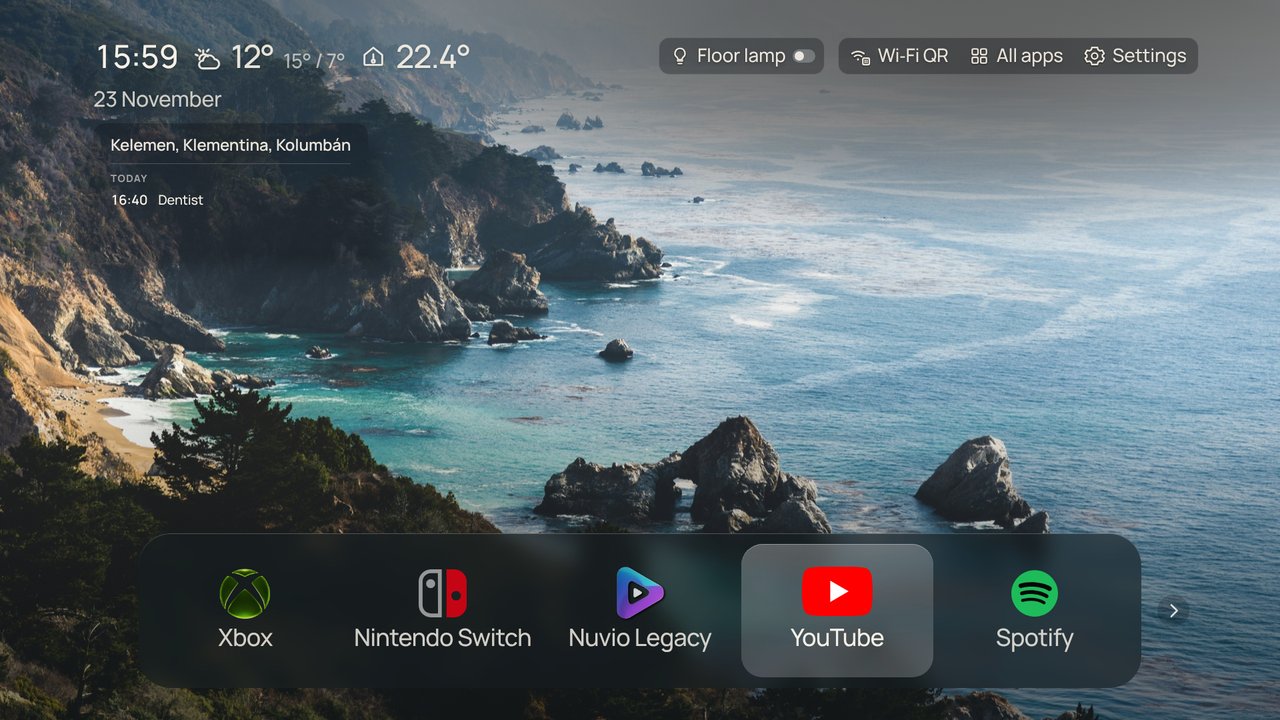 15:59 12° 15° / 7° 22.4°
23 November
Kelemen, Klementina, Kolumbán
TODAY
16:40 Dentist
Floor lamp
Wi-Fi QR All apps Settings
Xbox Nintendo Switch Nuvio Legacy YouTube Spotify